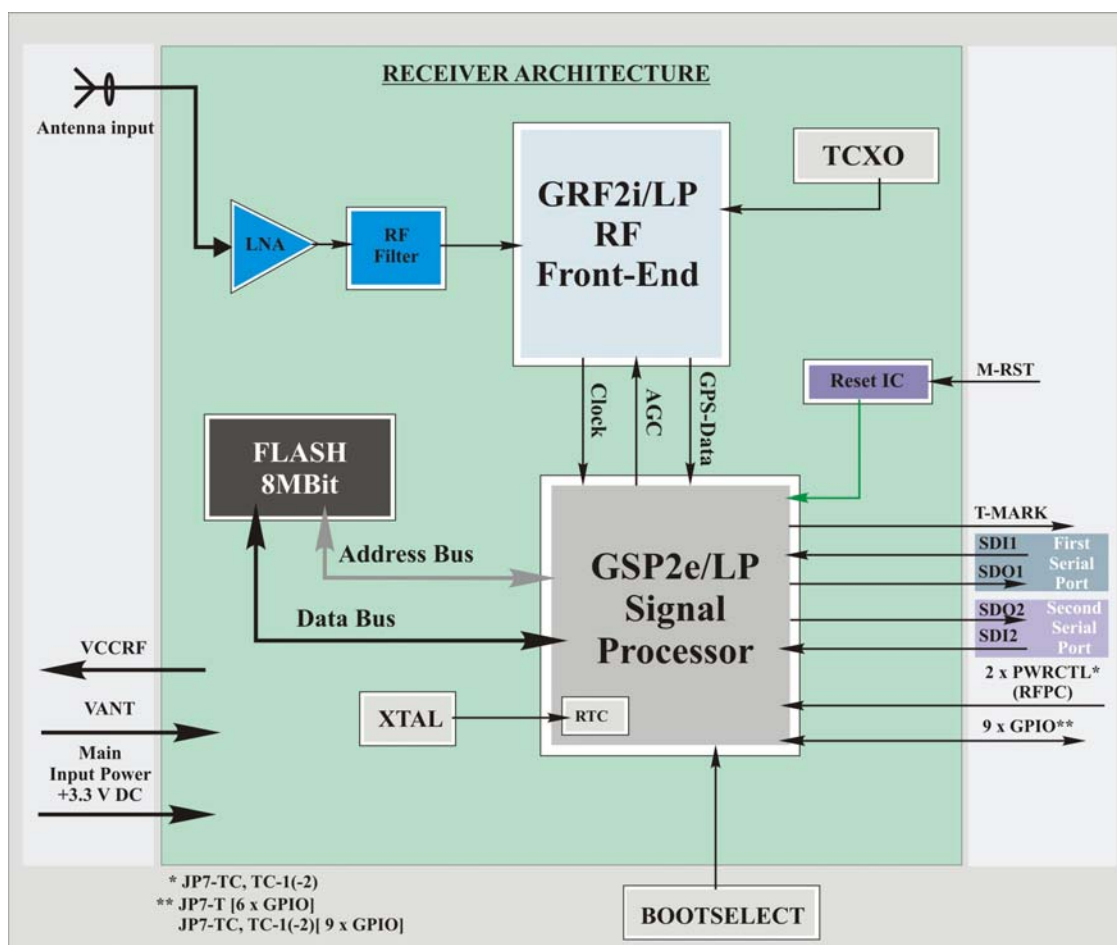 RECEIVER ARCHITECTURE
Antenna input
LNA
RF
Filter
GRF2i/LP
RF
Front-End
TCXO
Clock
AGC
GPS-Data
Reset IC
M-RST
FLASH
8MBit
Address Bus
Data Bus
GSP2e/LP
Signal
Processor
T-MARK
SDI1
SDO1
First
Serial
Port
SDO2
SDI2
Second
Serial
Port
2 x PWRCTL*
(RFPC)
9 x GPIO**
VCCRF
VANT
Main
Input Power
+3.3 V DC
XTAL
RTC
BOOTSELECT
* JP7-TC, TC-1(-2)
** JP7-T [6 x GPIO]
JP7-TC, TC-1(-2)[ 9 x GPIO]